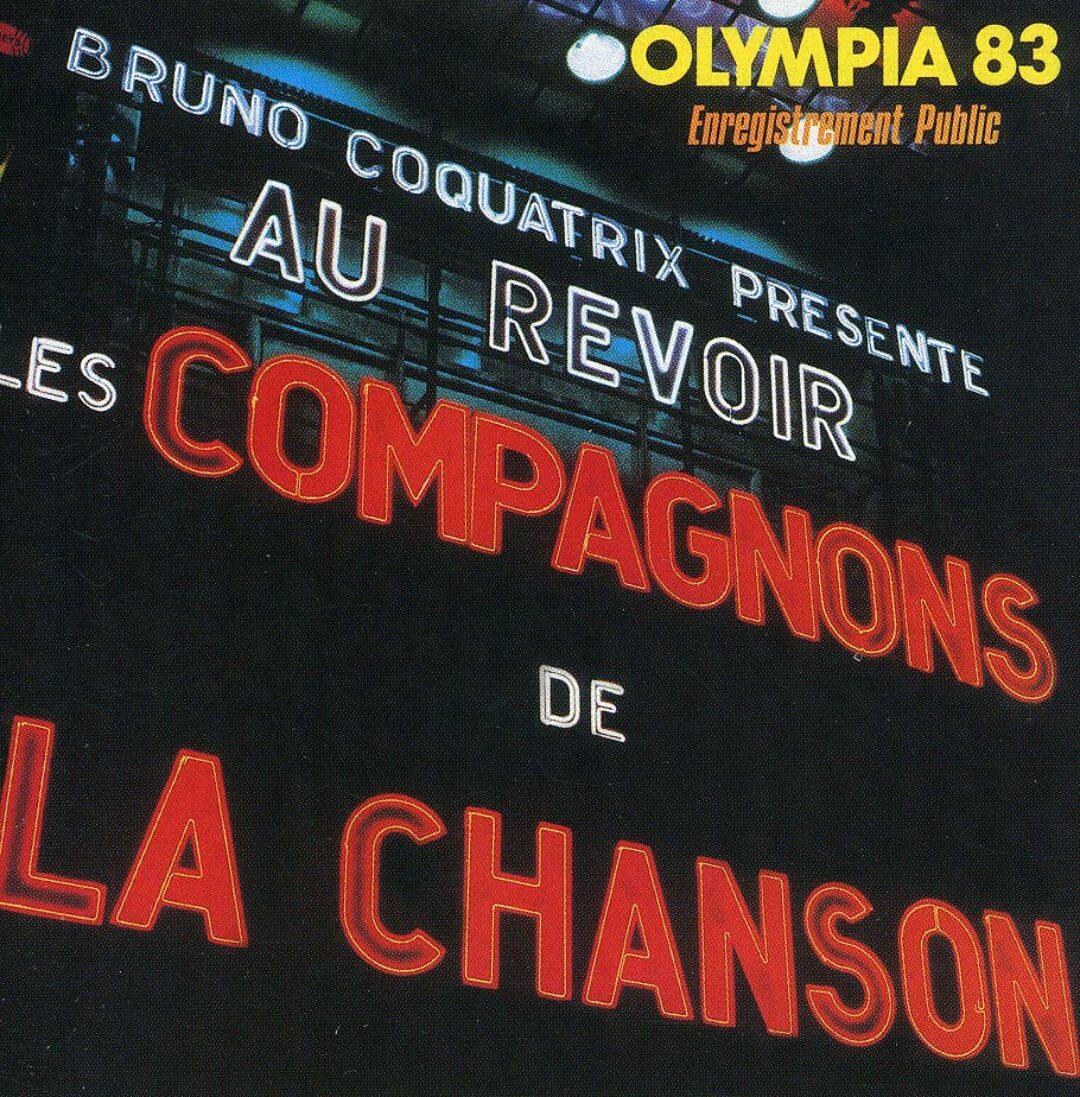 OLYMPIA 83
Enregistrement Public
BRUNO COQUATRIX PRESENTE
AU REVOIR
LES COMPAGNONS
DE
LA CHANSON